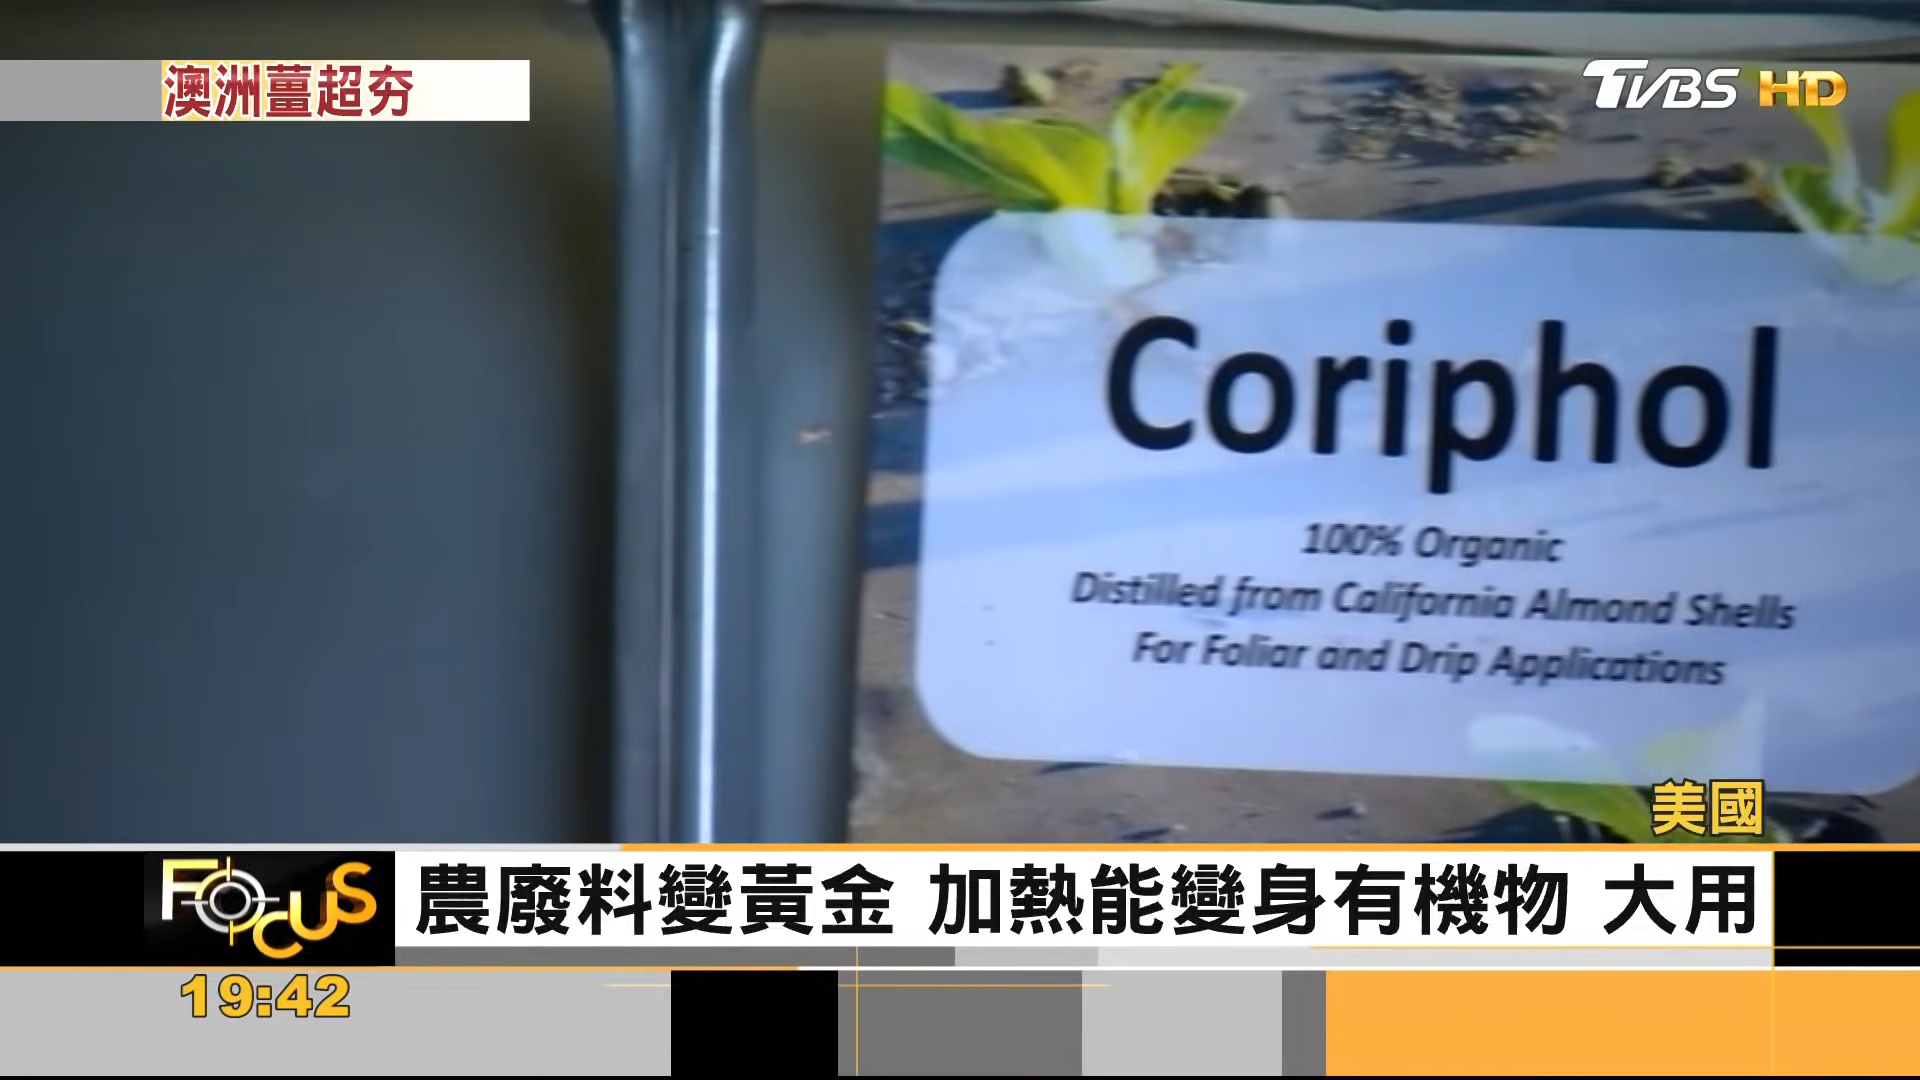 澳洲薑超夯
TVBS HD
Coriphol
100% Organic
Distilled from California Almond Shells
For Foliar and Drip Applications
美國
FOCUS
農廢料變黃金 加熱能變身有機物 大用
19:42